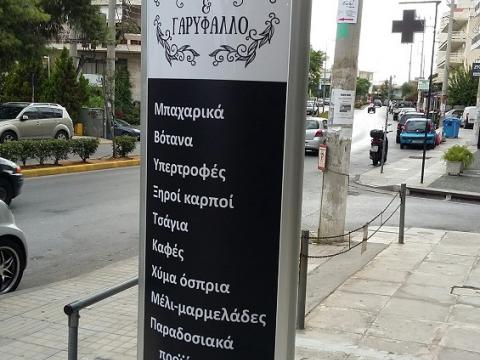 &
ΓΑΡΥΦΑΛΛΟ
Μπαχαρικά
Βότανα
Υπερτροφές
Ξηροί καρποί
Τσάγια
Καφές
Χύμα όσπρια
Μέλι-μαρμελάδες
Παραδοσιακά